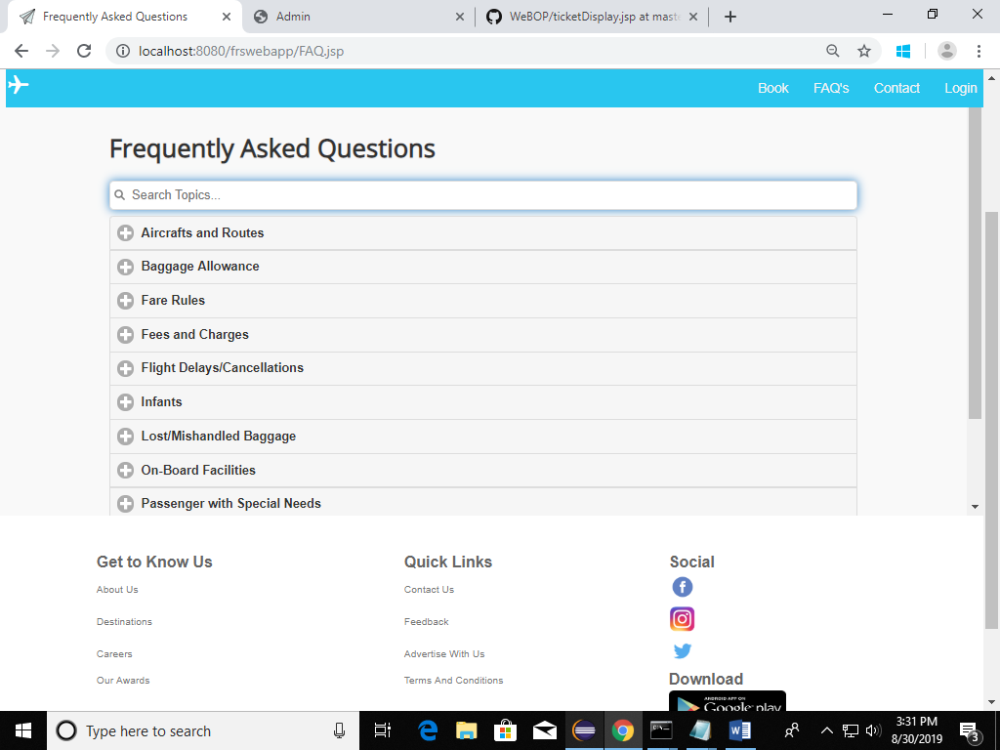 Frequently Asked Questions
Admin
WeBOP/ticketDisplay.jsp at mast
localhost:8080/frswebapp/FAQ.jsp
Book FAQ's Contact Login
Frequently Asked Questions
Search Topics...
Aircrafts and Routes
Baggage Allowance
Fare Rules
Fees and Charges
Flight Delays/Cancellations
Infants
Lost/Mishandled Baggage
On-Board Facilities
Passenger with Special Needs
Get to Know Us
About Us
Destinations
Careers
Our Awards
Quick Links
Contact Us
Feedback
Advertise With Us
Terms And Conditions
Social
Download
ANDROID APP ON
Google play
Type here to search
3:31 PM
8/30/2019
3